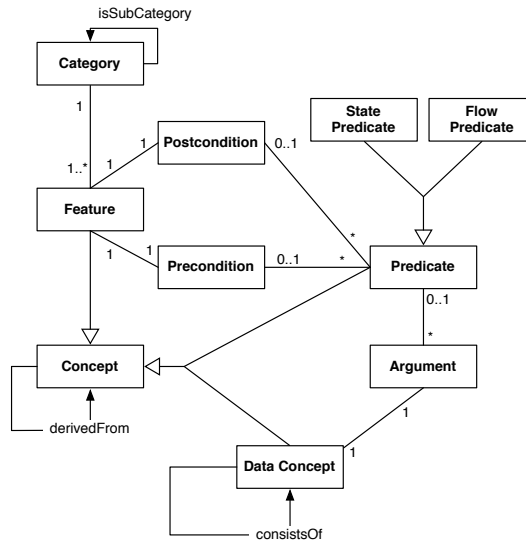 isSubCategory
Category
1
1..*
Feature
1
1
Postcondition
0..1
*
1
1
Precondition
0..1
*
State
Predicate
Flow
Predicate
Predicate
0..1
*
Argument
1
1
Concept
derivedFrom
Data Concept
consistsOf